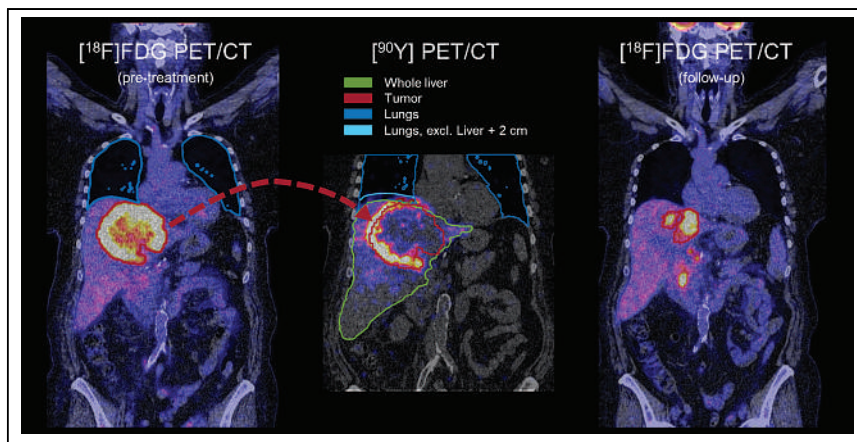 [¹⁸F]FDG PET/CT
(pre-treatment)
[⁹⁰Y] PET/CT
Whole liver
Tumor
Lungs
Lungs, excl. Liver + 2 cm
[¹⁸F]FDG PET/CT
(follow-up)